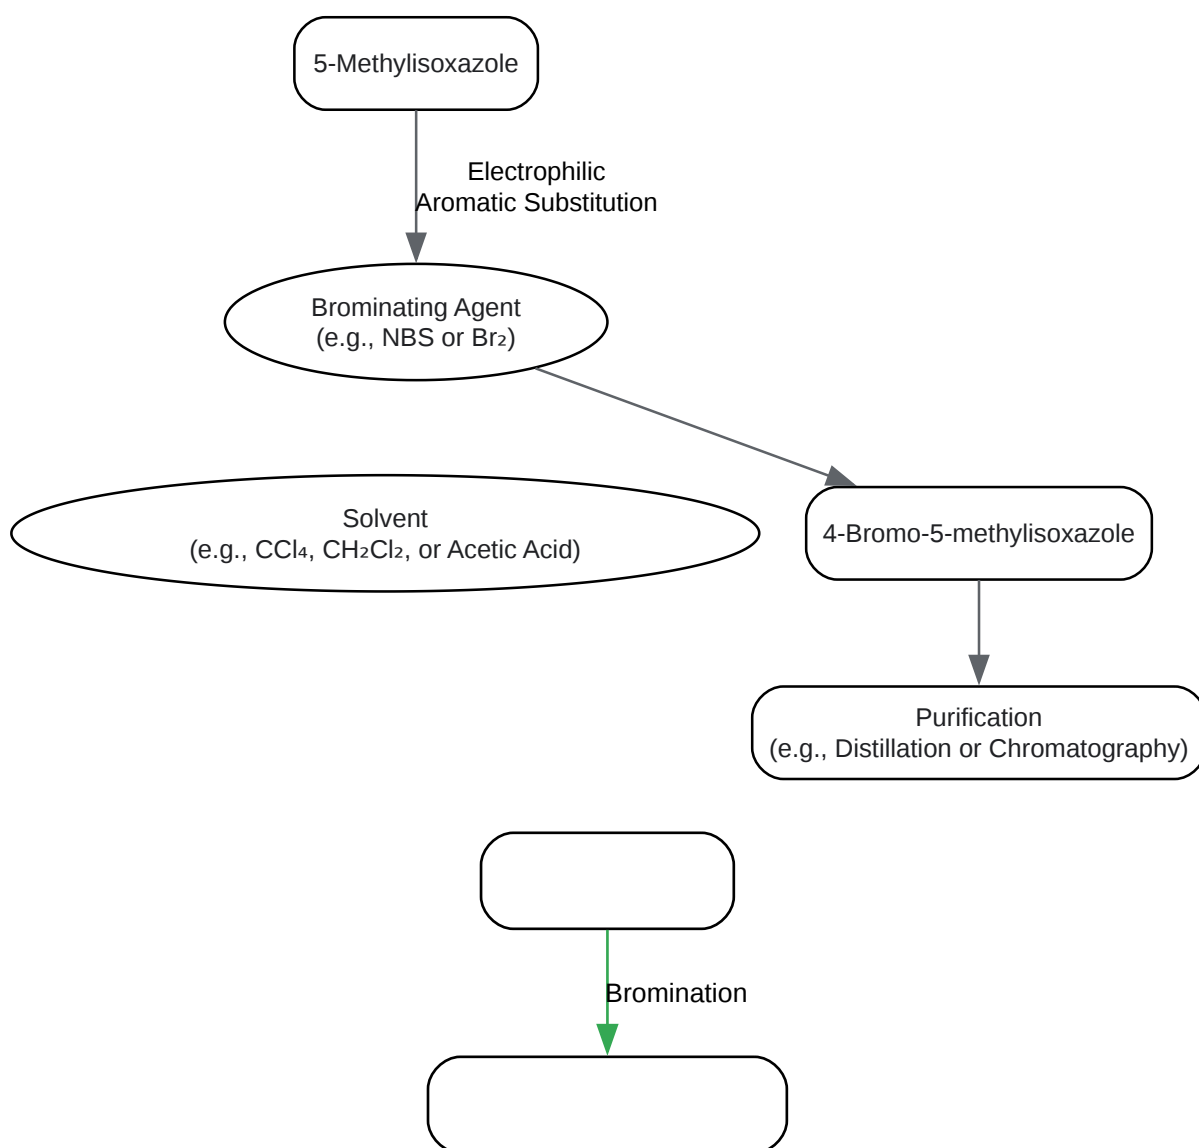 5-Methylisoxazole
Electrophilic
Aromatic Substitution
Brominating Agent
(e.g., NBS or Br₂)
Solvent
(e.g., CCl₄, CH₂Cl₂, or Acetic Acid)
4-Bromo-5-methylisoxazole
Purification
(e.g., Distillation or Chromatography)
Bromination